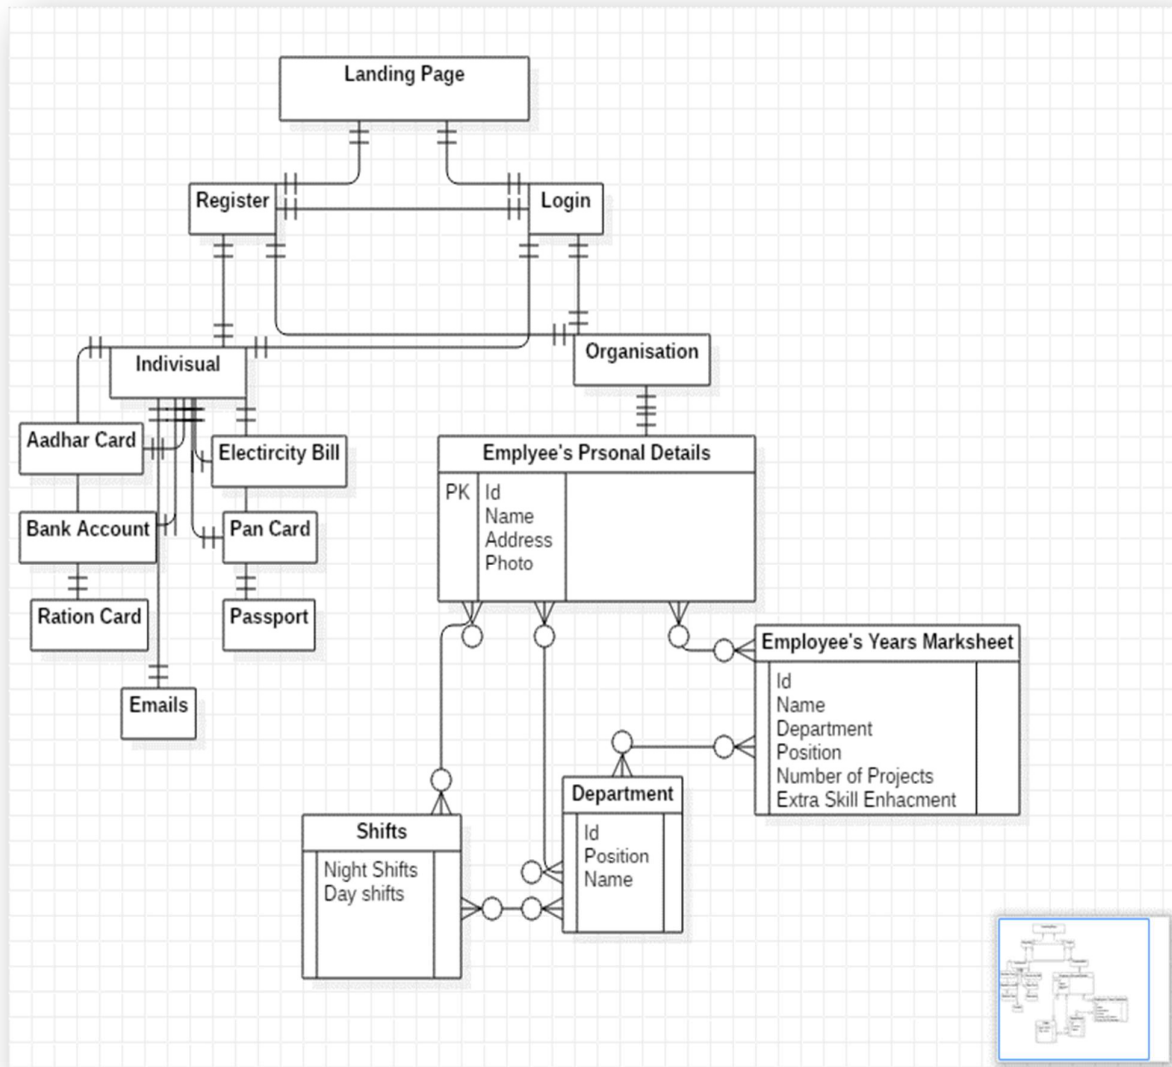 Landing Page
Register
Login
Indivisual
Organisation
Aadhar Card
Electircity Bill
Bank Account
Pan Card
Ration Card
Passport
Emails
Emplyee's Prsonal Details
PK
Id
Name
Address
Photo
Employee's Years Marksheet
Id
Name
Department
Position
Number of Projects
Extra Skill Enhacment
Department
Id
Position
Name
Shifts
Night Shifts
Day shifts